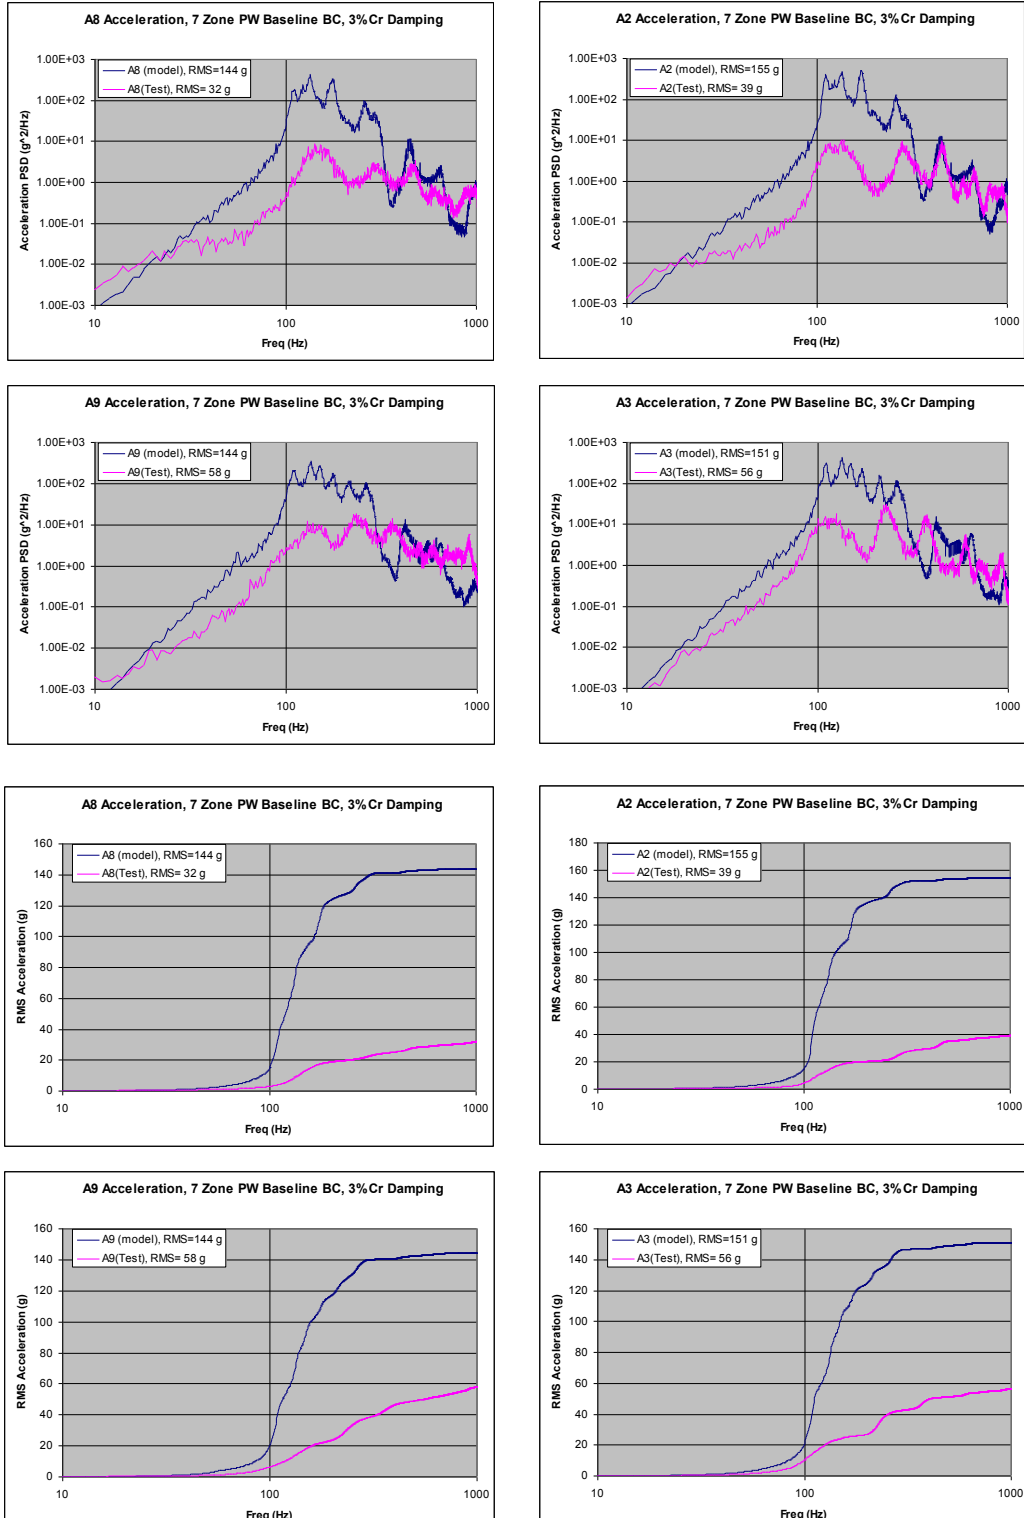 A8 Acceleration, 7 Zone PW Baseline BC, 3%Cr Damping
A8 (model), RMS=144 g
A8(Test), RMS= 32 g
Acceleration PSD (g^2/Hz)
1.00E+03
1.00E+02
1.00E+01
1.00E+00
1.00E-01
1.00E-02
1.00E-03
10
100
1000
Freq (Hz)
A2 Acceleration, 7 Zone PW Baseline BC, 3%Cr Damping
A2 (model), RMS=155 g
A2(Test), RMS= 39 g
Acceleration PSD (g^2/Hz)
1.00E+03
1.00E+02
1.00E+01
1.00E+00
1.00E-01
1.00E-02
1.00E-03
10
100
1000
Freq (Hz)
A9 Acceleration, 7 Zone PW Baseline BC, 3%Cr Damping
A9 (model), RMS=144 g
A9(Test), RMS= 58 g
Acceleration PSD (g^2/Hz)
1.00E+03
1.00E+02
1.00E+01
1.00E+00
1.00E-01
1.00E-02
1.00E-03
10
100
1000
Freq (Hz)
A3 Acceleration, 7 Zone PW Baseline BC, 3%Cr Damping
A3 (model), RMS=151 g
A3(Test), RMS= 56 g
Acceleration PSD (g^2/Hz)
1.00E+03
1.00E+02
1.00E+01
1.00E+00
1.00E-01
1.00E-02
1.00E-03
10
100
1000
Freq (Hz)
A8 Acceleration, 7 Zone PW Baseline BC, 3%Cr Damping
A8 (model), RMS=144 g
A8(Test), RMS= 32 g
RMS Acceleration (g)
160
140
120
100
80
60
40
20
0
10
100
1000
Freq (Hz)
A2 Acceleration, 7 Zone PW Baseline BC, 3%Cr Damping
A2 (model), RMS=155 g
A2(Test), RMS= 39 g
RMS Acceleration (g)
180
160
140
120
100
80
60
40
20
0
10
100
1000
Freq (Hz)
A9 Acceleration, 7 Zone PW Baseline BC, 3%Cr Damping
A9 (model), RMS=144 g
A9(Test), RMS= 58 g
RMS Acceleration (g)
160
140
120
100
80
60
40
20
0
10
100
1000
Freq (Hz)
A3 Acceleration, 7 Zone PW Baseline BC, 3%Cr Damping
A3 (model), RMS=151 g
A3(Test), RMS= 56 g
RMS Acceleration (g)
160
140
120
100
80
60
40
20
0
10
100
1000
Freq (Hz)